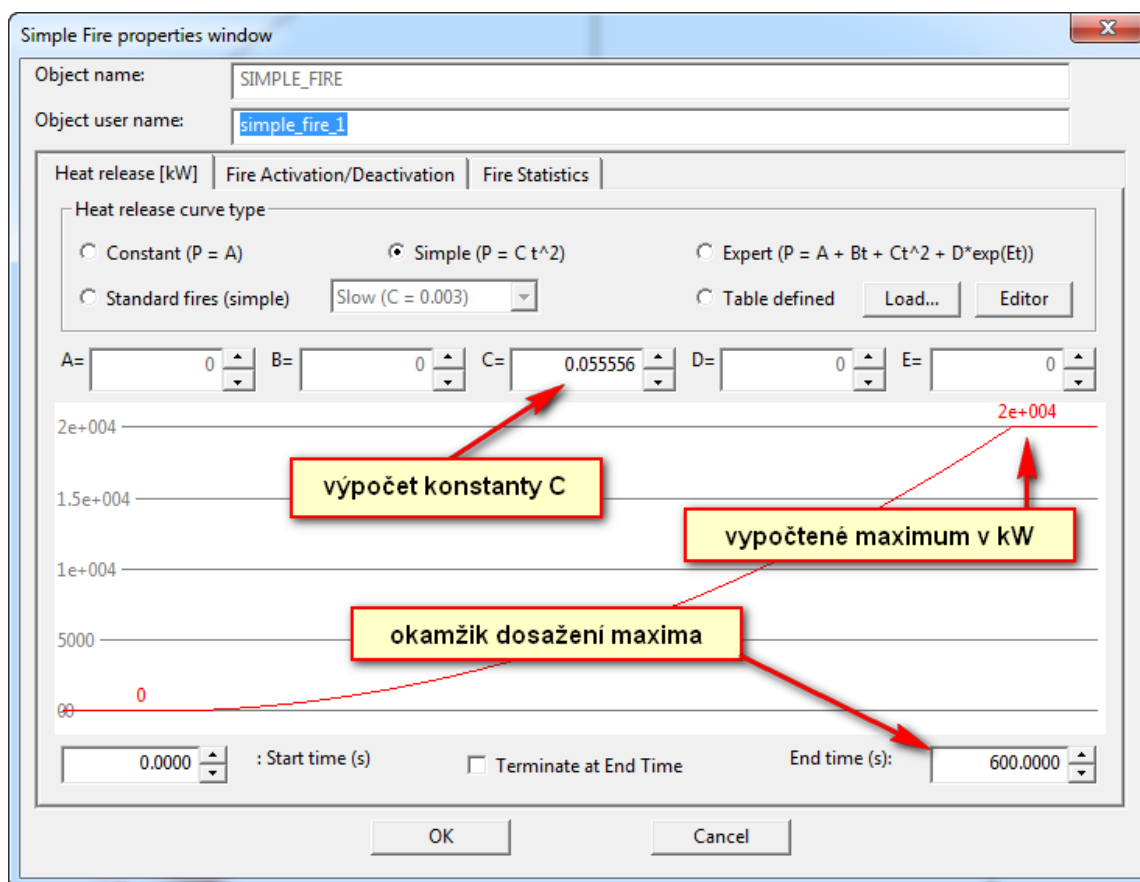 Simple Fire properties window
x
Object name: SIMPLE_FIRE
Object user name: simple_fire_1
Heat release [kW] Fire Activation/Deactivation Fire Statistics
Heat release curve type
Constant (P = A) Simple (P = C t^2) Expert (P = A + Bt + Ct^2 + D*exp(Et))
Standard fires (simple) Slow (C = 0.003) Table defined Load... Editor
A= 0 B= 0 C= 0.055556 D= 0 E= 0
2e+004
2e+004
výpočet konstanty C
1.5e+004
vypočtené maximum v kW
1e+004
okamžik dosažení maxima
5000
0
00
0.0000 : Start time (s) Terminate at End Time End time (s): 600.0000
OK Cancel